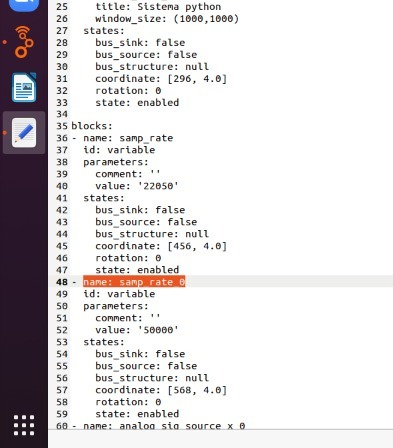 25 title: Sistema python
26 window_size: (1000,1000)
27 states:
28 bus_sink: false
29 bus_source: false
30 bus_structure: null
31 coordinate: [296, 4.0]
32 rotation: 0
33 state: enabled
34
35 blocks:
36 - name: samp_rate
37 id: variable
38 parameters:
39 comment: ''
40 value: '22050'
41 states:
42 bus_sink: false
43 bus_source: false
44 bus_structure: null
45 coordinate: [456, 4.0]
46 rotation: 0
47 state: enabled
48 - name: samp_rate_0
49 id: variable
50 parameters:
51 comment: ''
52 value: '50000'
53 states:
54 bus_sink: false
55 bus_source: false
56 bus_structure: null
57 coordinate: [568, 4.0]
58 rotation: 0
59 state: enabled
60 - name: analog_sig_source_x_0